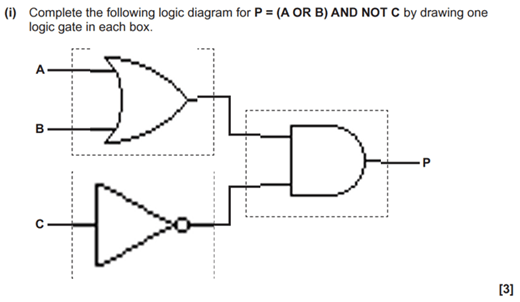 (i) Complete the following logic diagram for P = (A OR B) AND NOT C by drawing one
logic gate in each box.
A
B
P
C
[3]